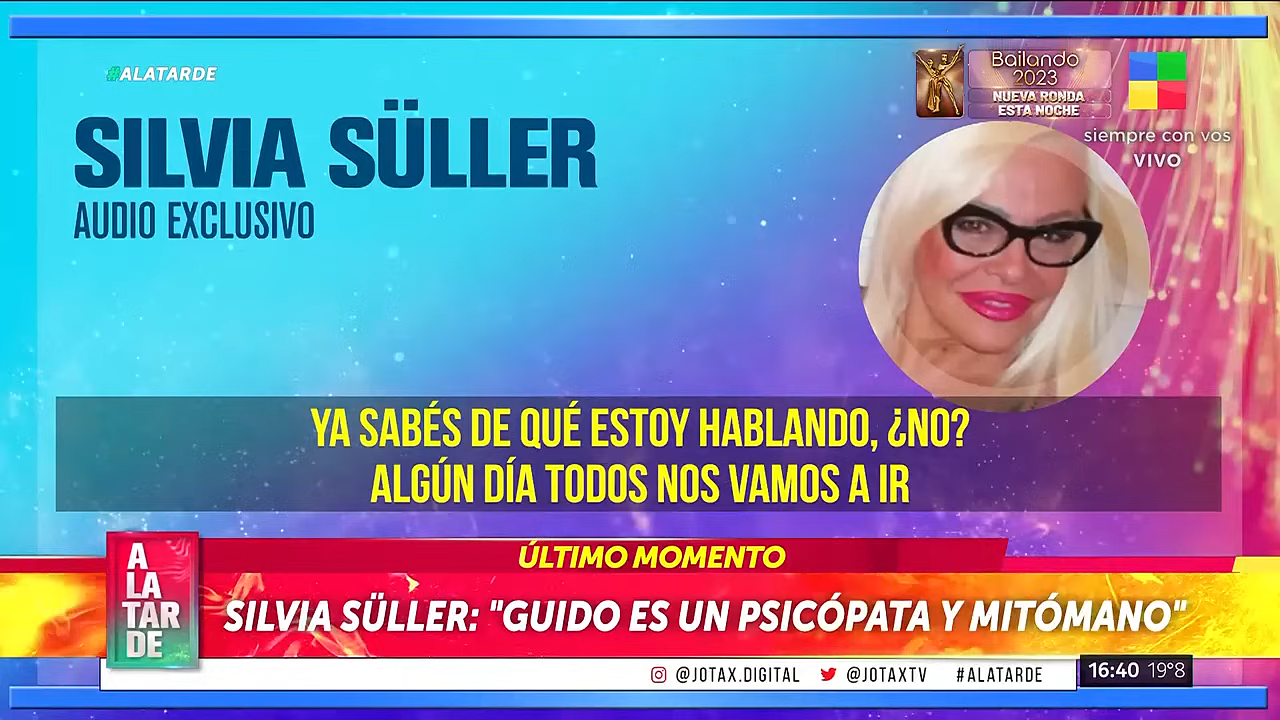 #ALATARDE
Bailando
2023
NUEVA RONDA
ESTA NOCHE
siempre con vos
VIVO
SILVIA SÜLLER
AUDIO EXCLUSIVO
YA SABÉS DE QUÉ ESTOY HABLANDO, ¿NO?
ALGÚN DÍA TODOS NOS VAMOS A IR
A
LA
TAR
DE
ÚLTIMO MOMENTO
SILVIA SÜLLER: "GUIDO ES UN PSICÓPATA Y MITÓMANO"
@JOTAX.DIGITAL @JOTAXTV #ALATARDE
16:40 19°8